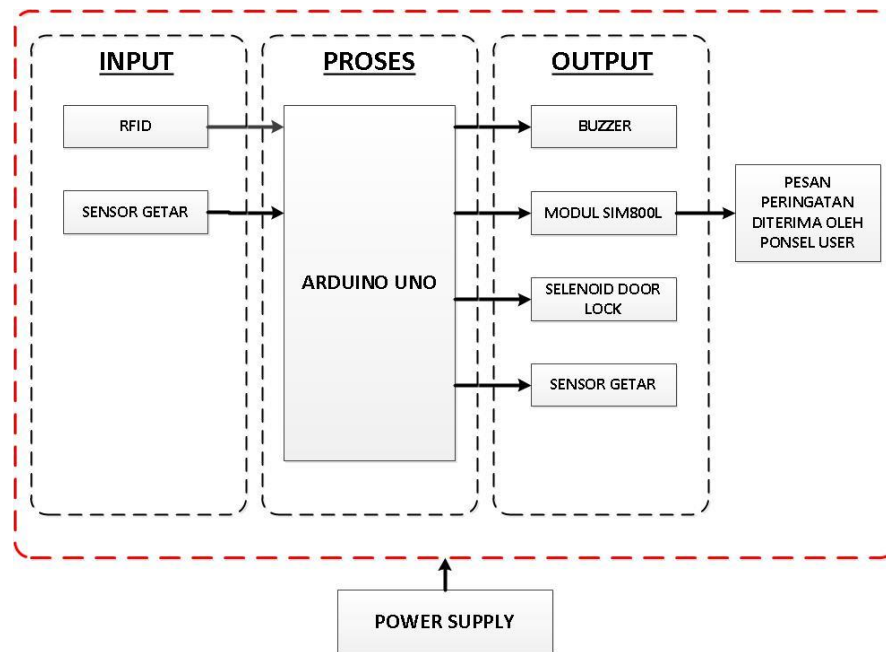 INPUT
PROSES
OUTPUT
RFID
SENSOR GETAR
ARDUINO UNO
BUZZER
MODUL SIM800L
SELENOID DOOR
LOCK
SENSOR GETAR
PESAN
PERINGATAN
DITERIMA OLEH
PONSEL USER
POWER SUPPLY